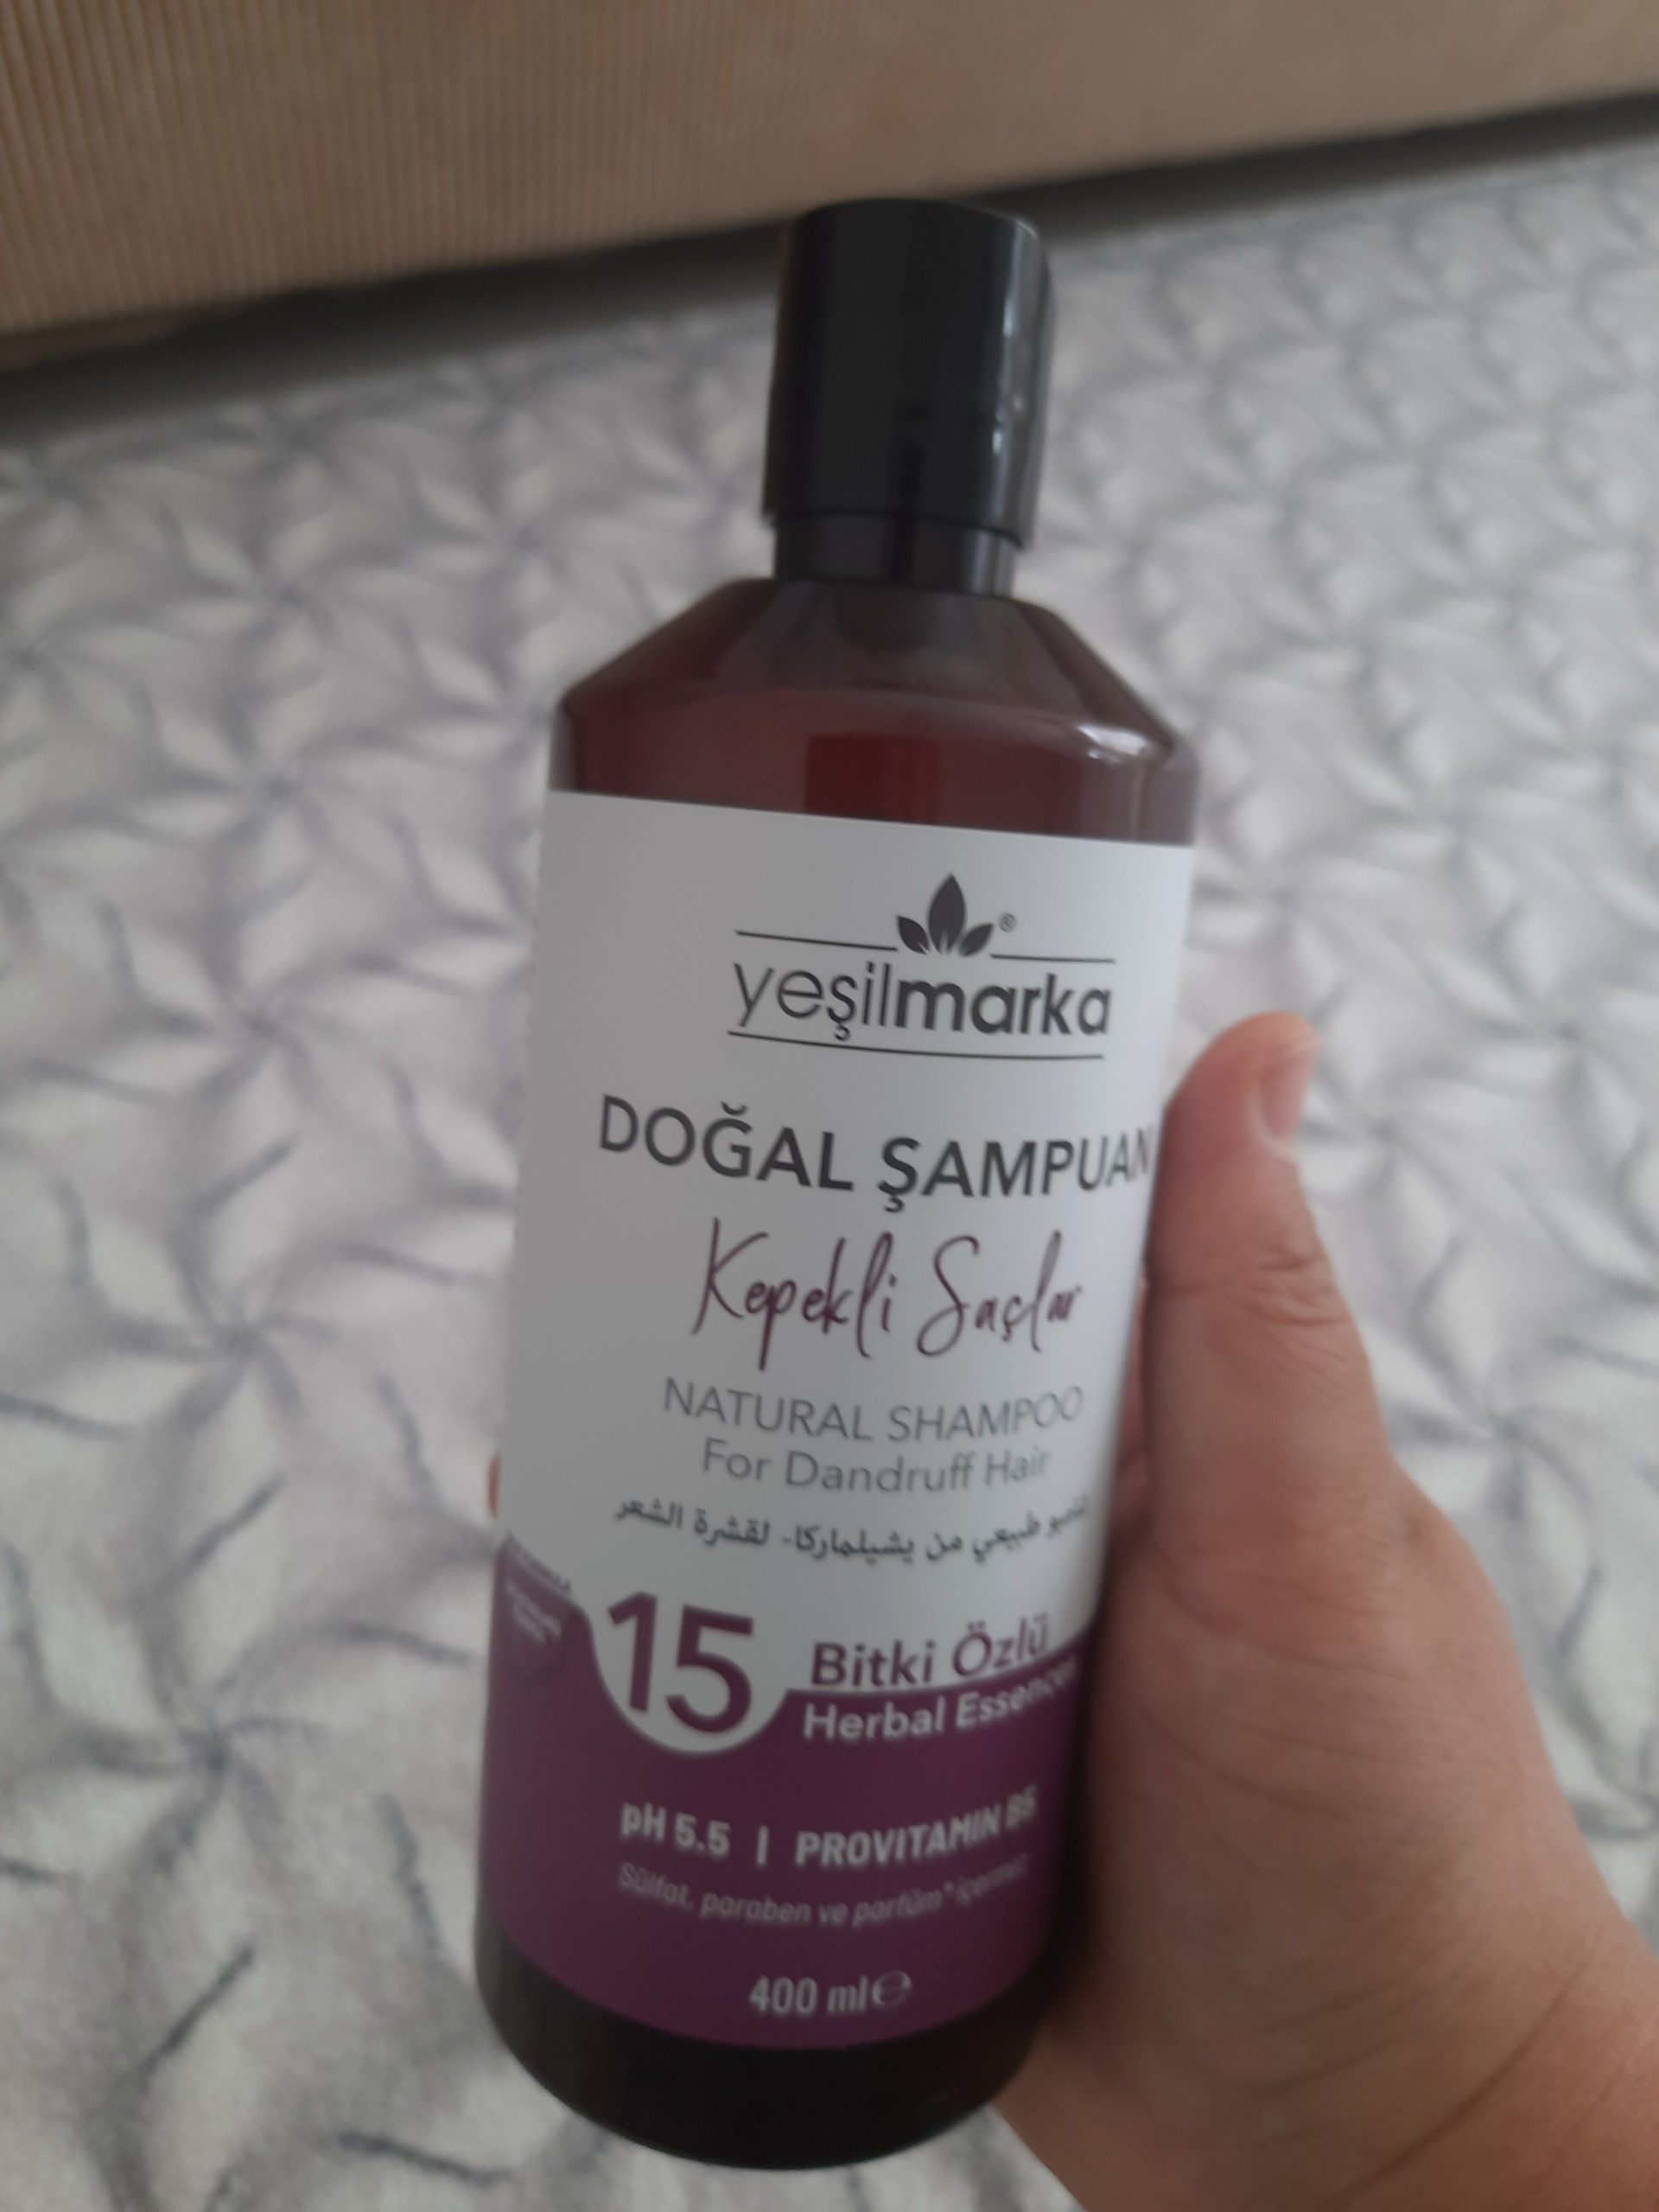 yeşilmarka®
DOĞAL ŞAMPUAN
Kepekli Saçlar
NATURAL SHAMPOO
For Dandruff Hair
طبيعي من يشيلماركا- لقشرة الشعر
15 Bitki Özlü
Herbal Essences
pH 5.5 | PROVITAMIN B5
Sülfat, paraben ve parfüm* içermez
400 ml ℮